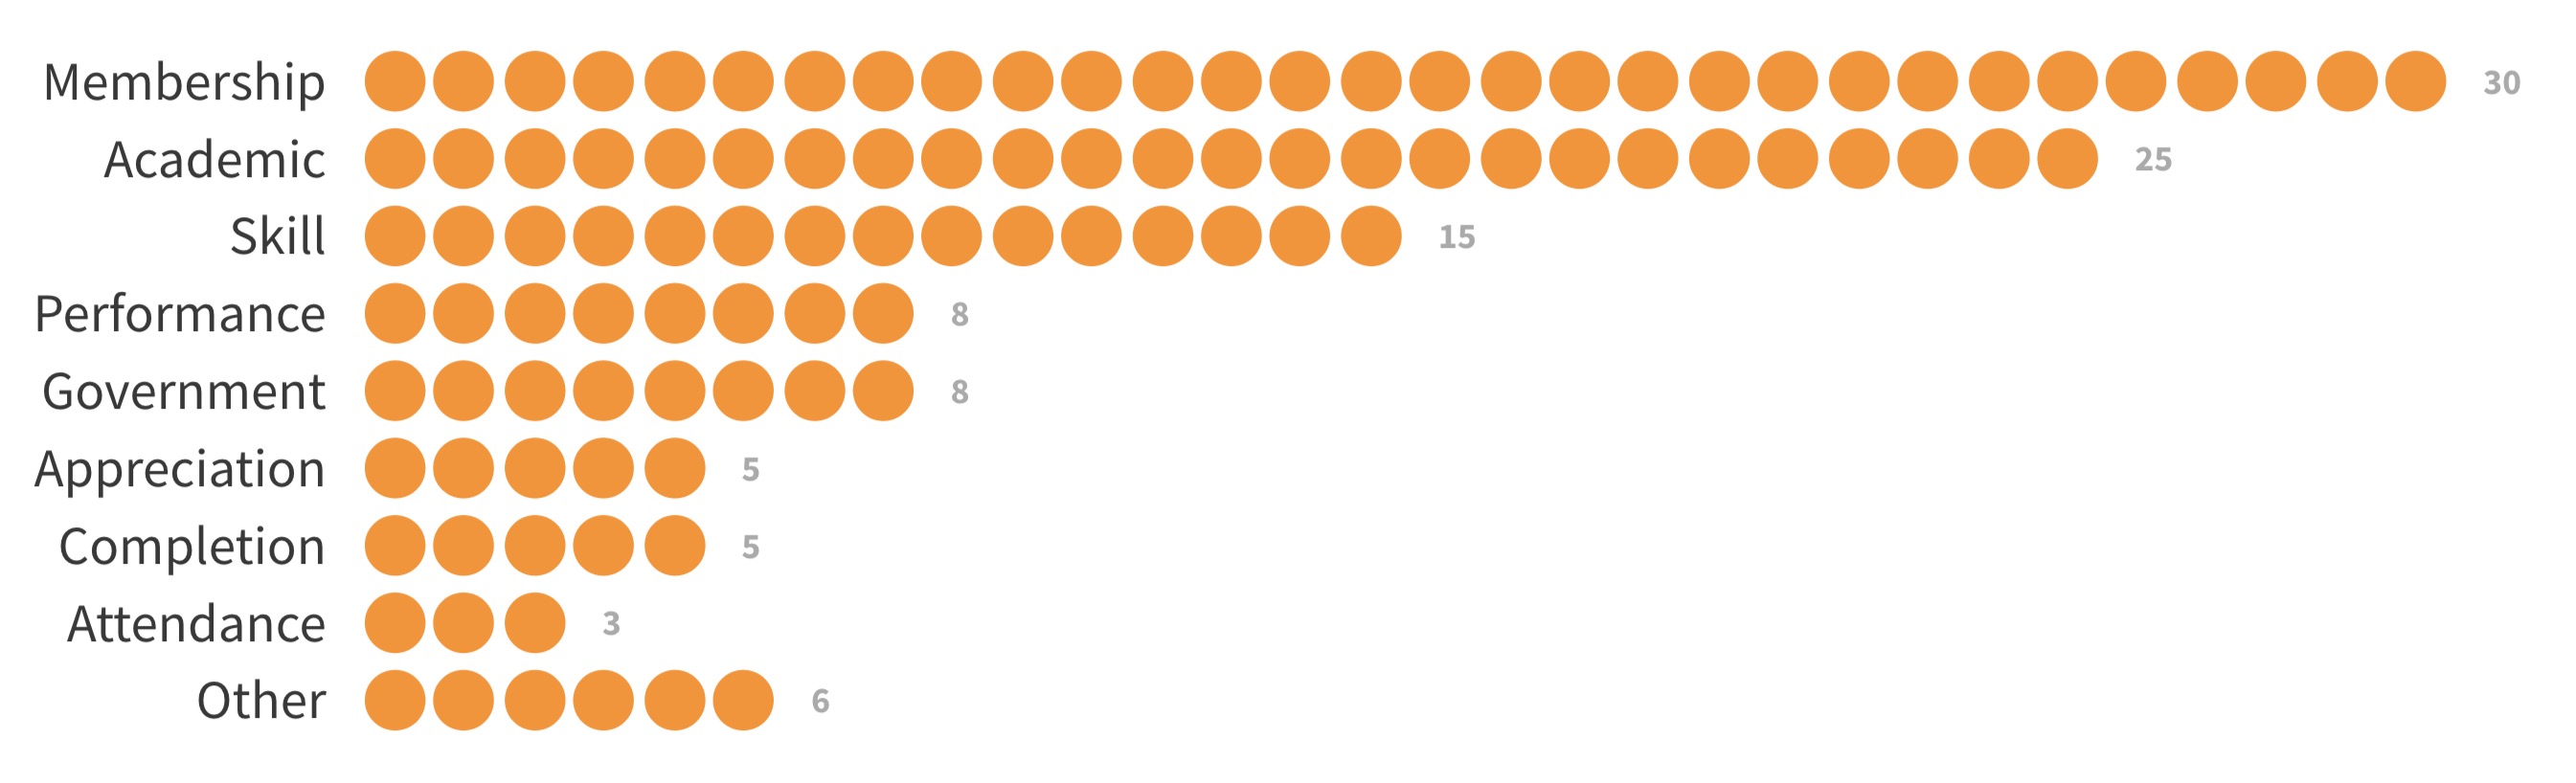 Membership 30
Academic 25
Skill 15
Performance 8
Government 8
Appreciation 5
Completion 5
Attendance 3
Other 6